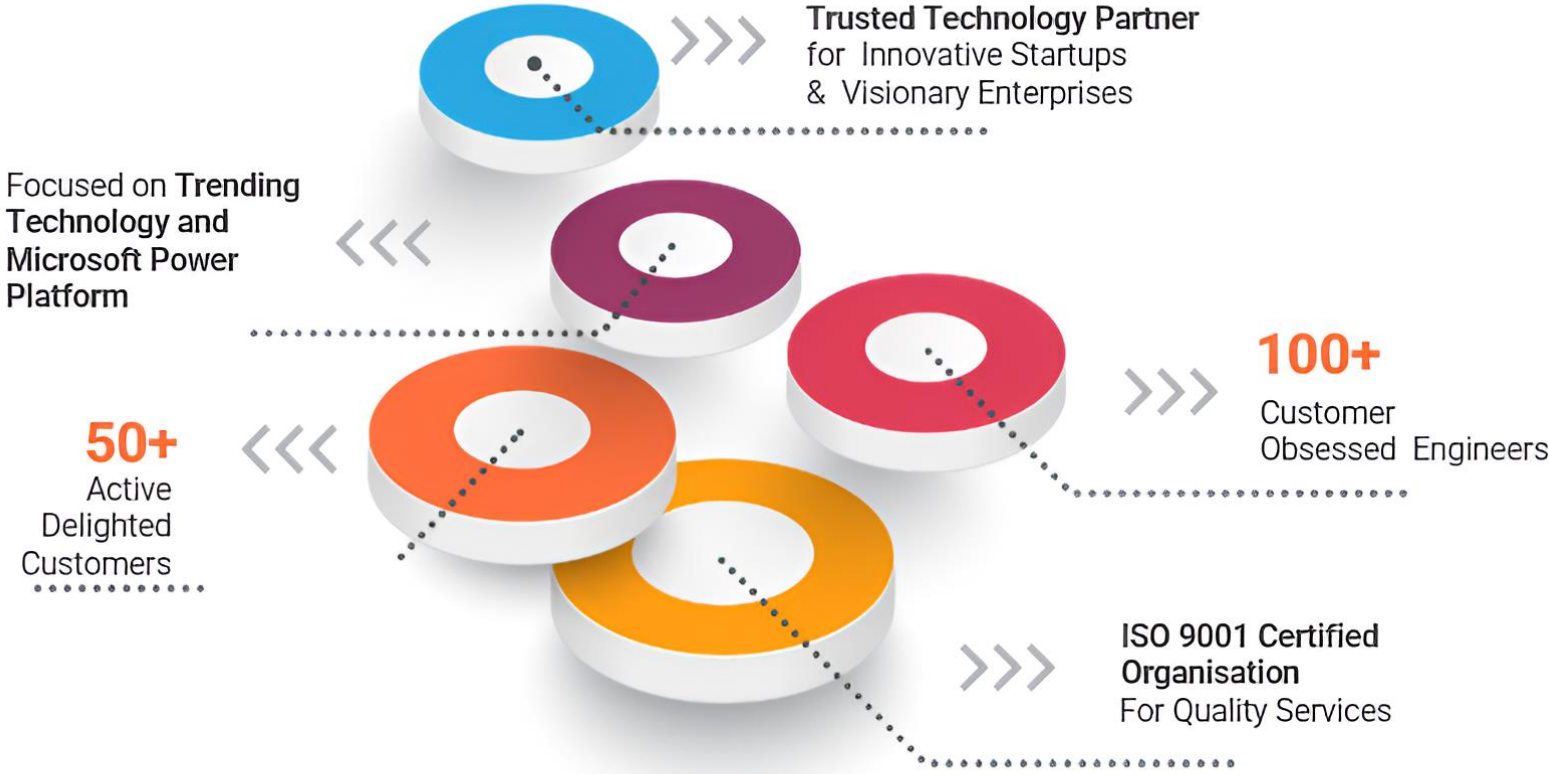 Trusted Technology Partner
for Innovative Startups
& Visionary Enterprises
Focused on Trending
Technology and
Microsoft Power
Platform
100+
Customer
Obsessed Engineers
50+
Active
Delighted
Customers
ISO 9001 Certified
Organisation
For Quality Services